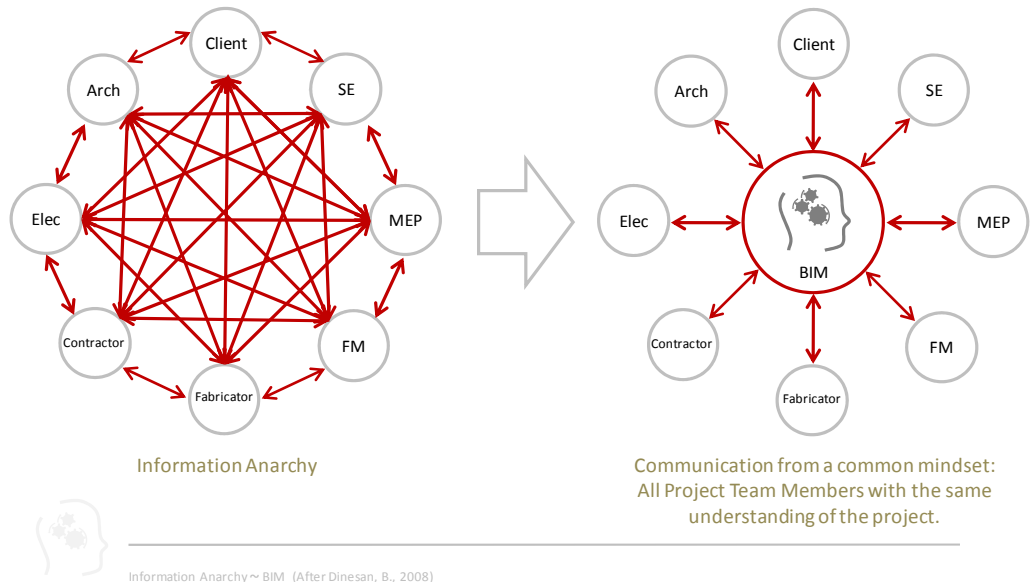 Client
Arch
SE
Elec
MEP
Contractor
FM
Fabricator
Information Anarchy
Client
Arch
SE
Elec
MEP
BIM
Contractor
FM
Fabricator
Communication from a common mindset:
All Project Team Members with the same
understanding of the project.
Information Anarchy ~ BIM (After Dinesan, B., 2008)